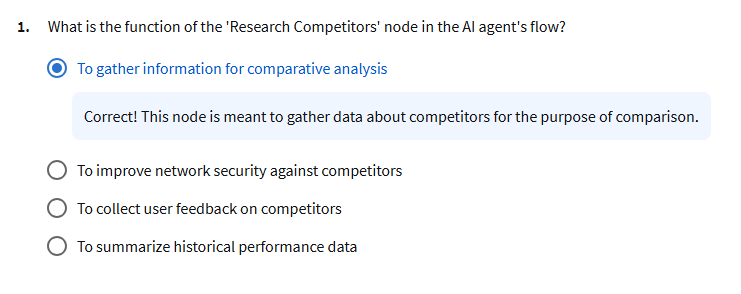 1. What is the function of the 'Research Competitors' node in the AI agent's flow?
To gather information for comparative analysis
Correct! This node is meant to gather data about competitors for the purpose of comparison.
To improve network security against competitors
To collect user feedback on competitors
To summarize historical performance data